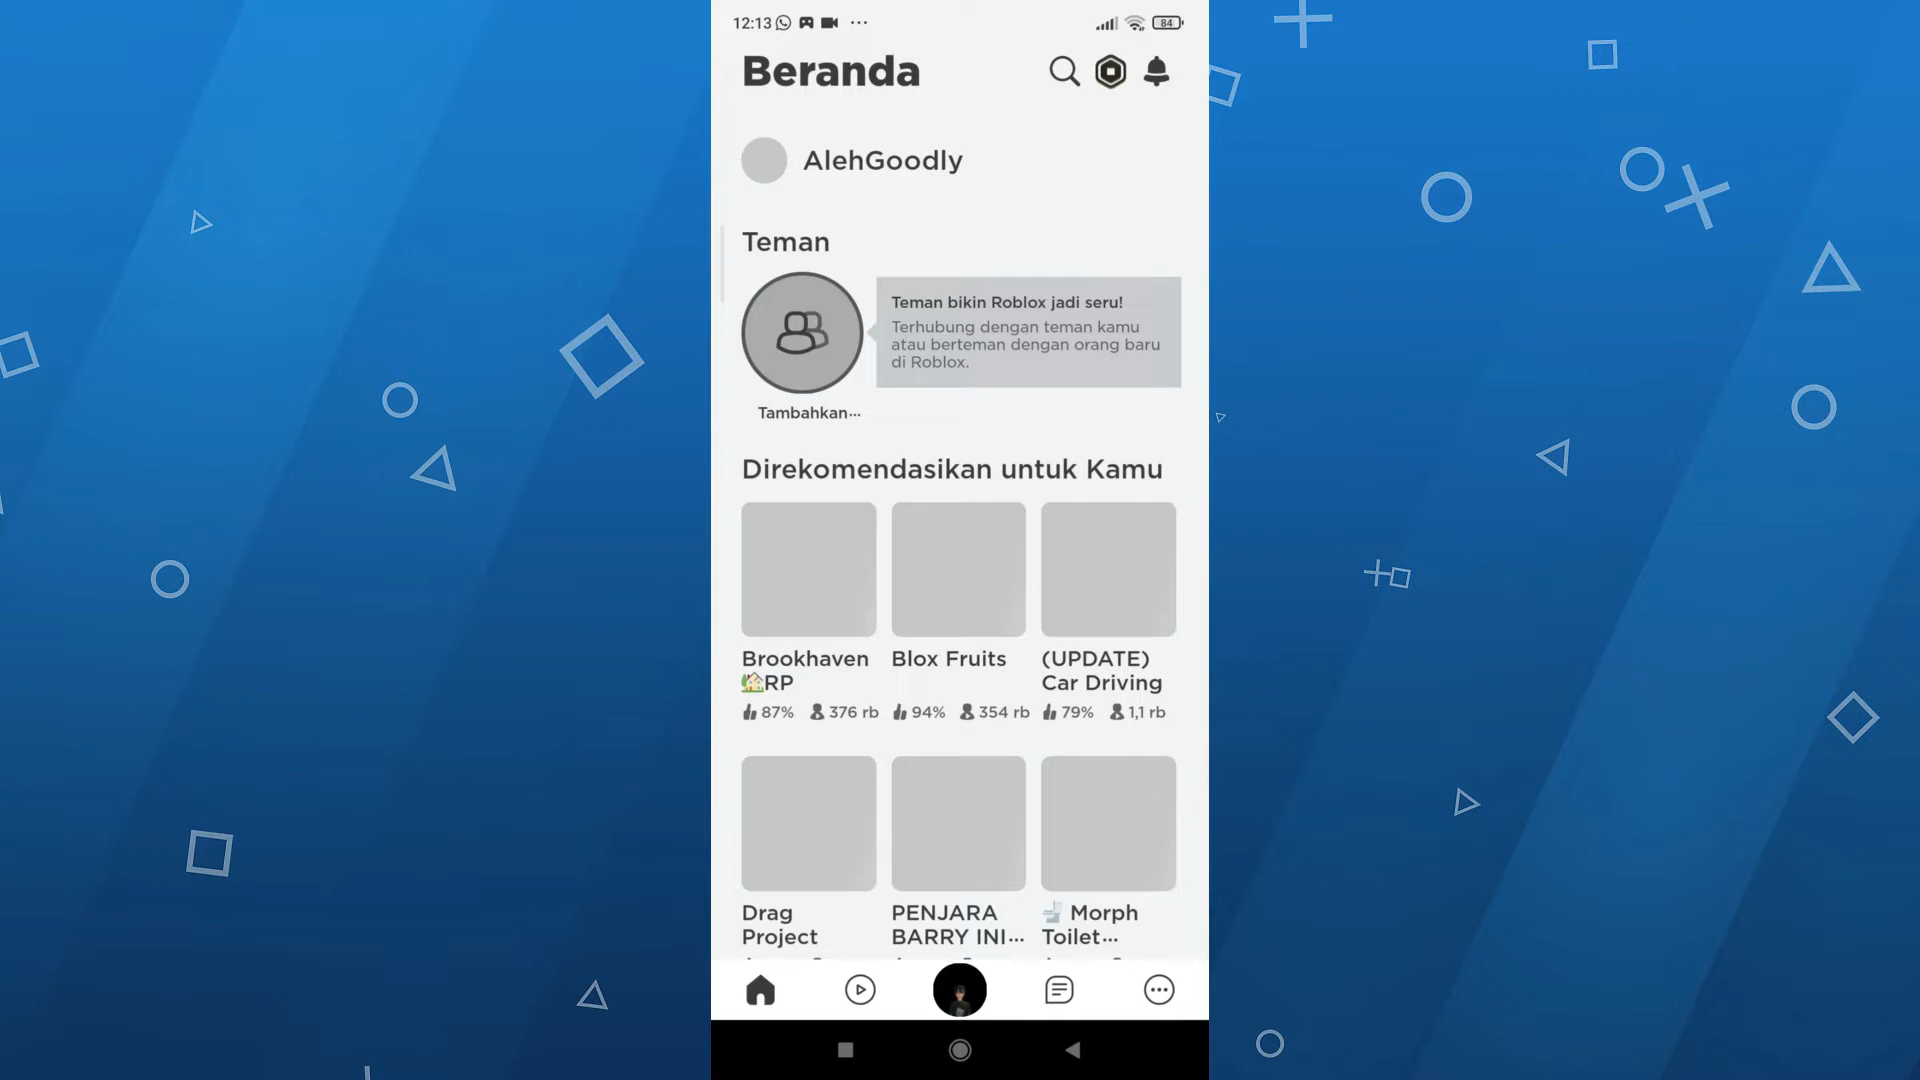 12:13 ··· 84
Beranda
AlehGoodly
Teman
Teman bikin Roblox jadi seru!
Terhubung dengan teman kamu
atau berteman dengan orang baru
di Roblox.
Tambahkan...
Direkomendasikan untuk Kamu
Brookhaven
🏡RP
87% 376 rb
Blox Fruits
94% 354 rb
(UPDATE)
Car Driving
79% 1,1 rb
Drag
Project
PENJARA
BARRY INI...
🚽 Morph
Toilet...